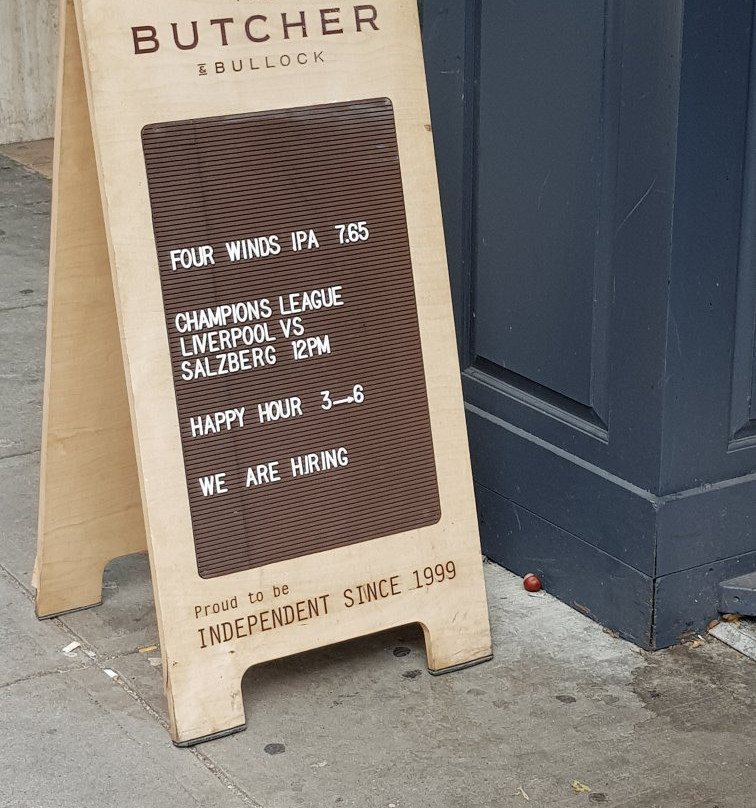 BUTCHER
& BULLOCK
FOUR WINDS IPA 7.65
CHAMPIONS LEAGUE
LIVERPOOL VS
SALZBERG 12PM
HAPPY HOUR 3→6
WE ARE HIRING
Proud to be
INDEPENDENT SINCE 1999